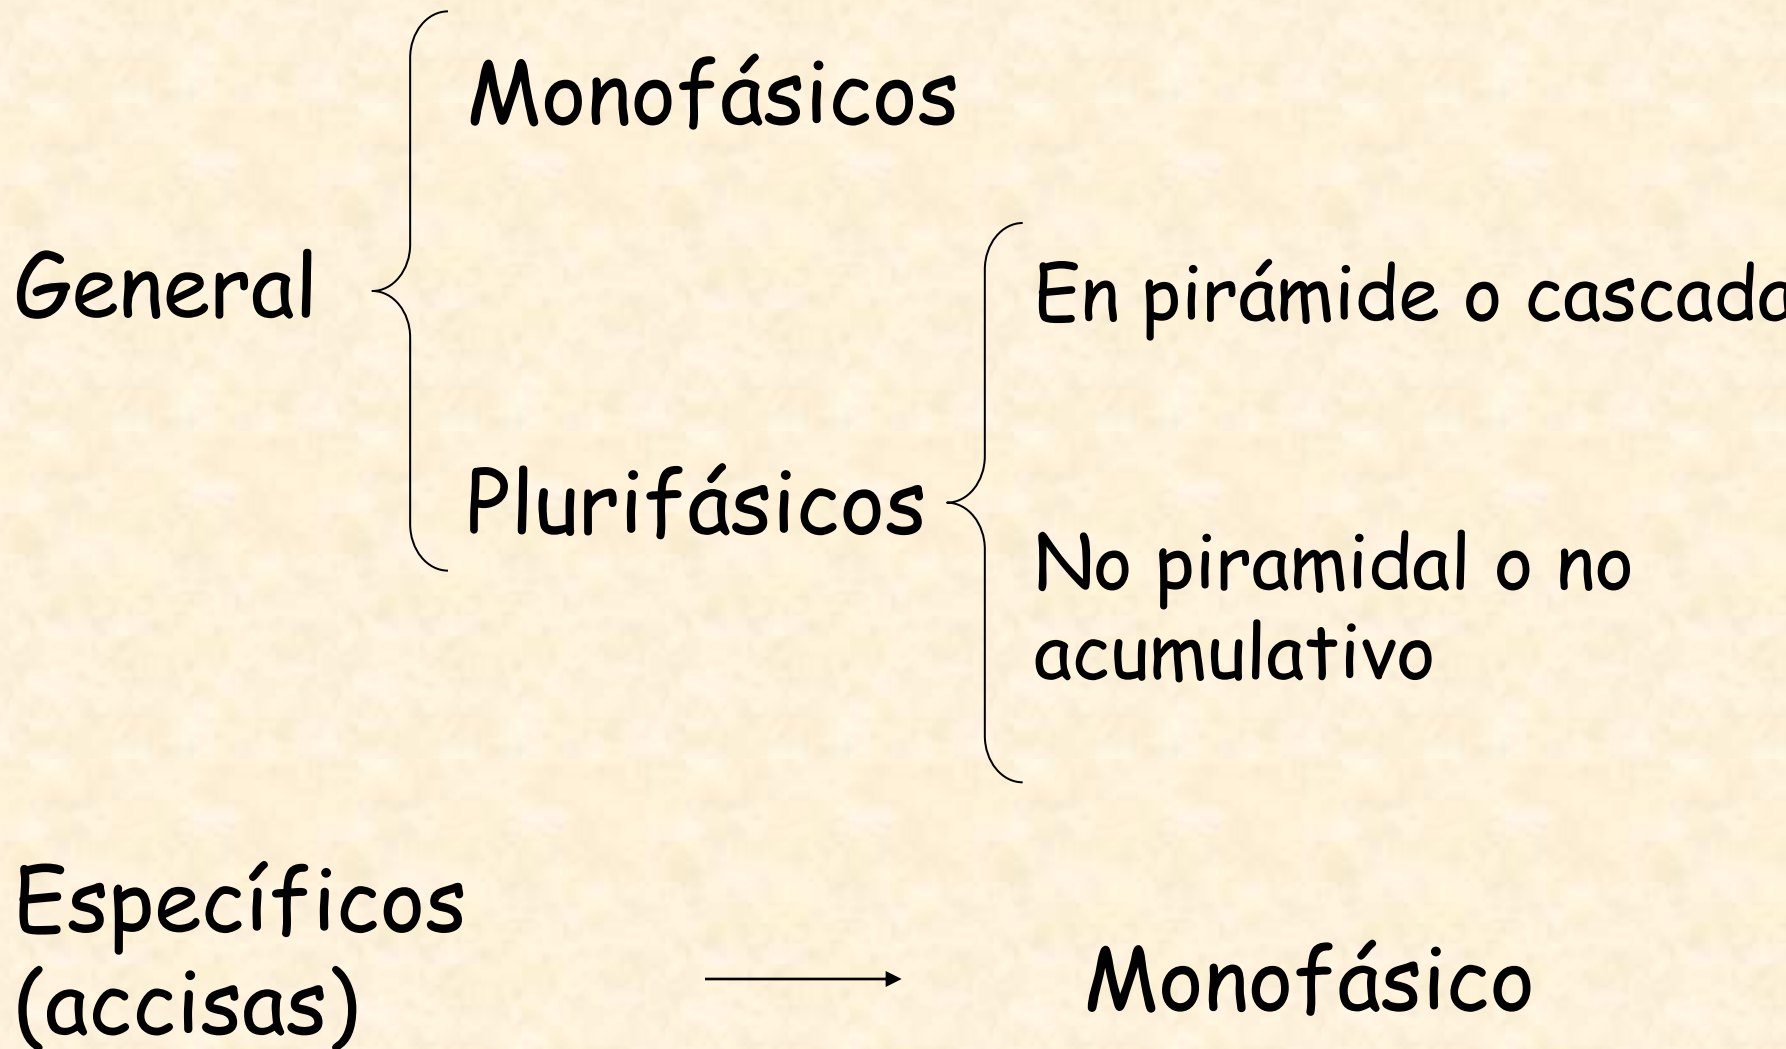 Monofásicos
General
En pirámide o cascada
Plurifásicos
No piramidal o no
acumulativo
Específicos
(accisas)
Monofásico